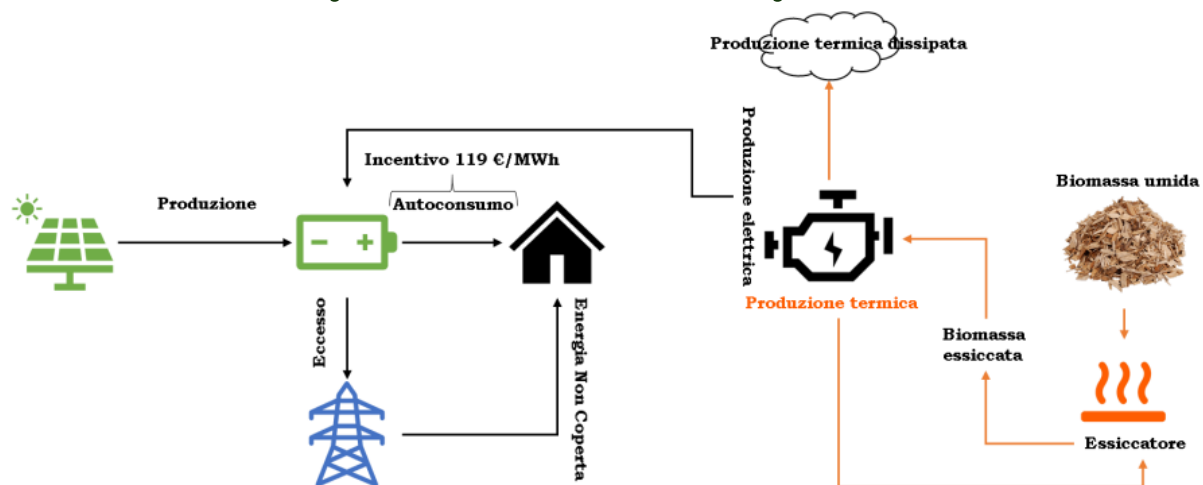 Produzione termica dissipata
Produzione elettrica
Incentivo 119 €/MWh
Biomassa umida
Produzione
Autoconsumo
Produzione termica
Eccesso
Energia Non Coperta
Biomassa
essiccata
Essiccatore